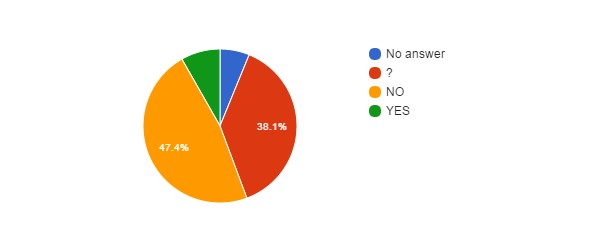 No answer
?
NO
YES
38.1%
47.4%